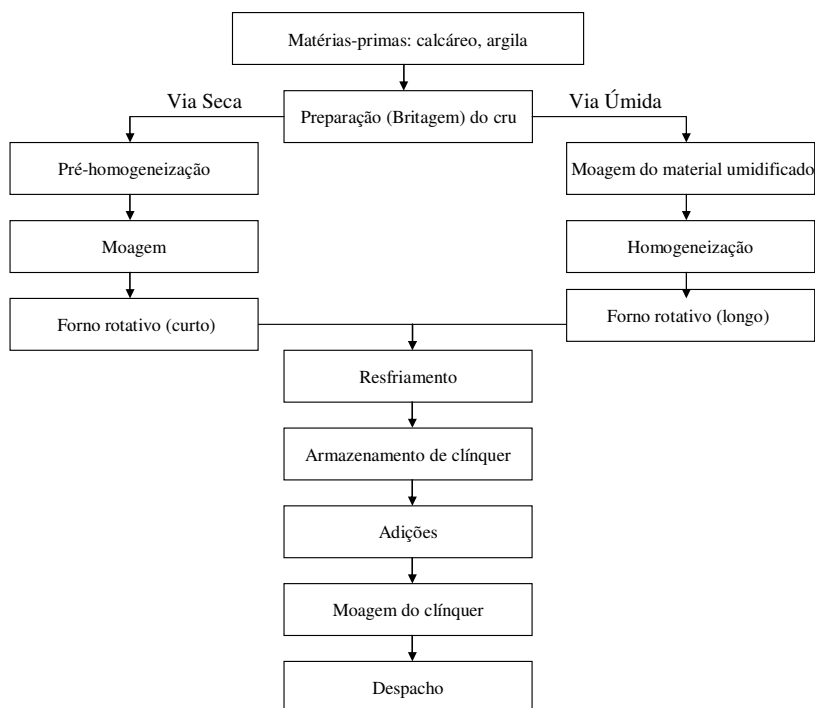 Matérias-primas: calcáreo, argila
Via Seca
Via Úmida
Preparação (Britagem) do cru
Pré-homogeneização
Moagem do material umidificado
Moagem
Homogeneização
Forno rotativo (curto)
Forno rotativo (longo)
Resfriamento
Armazenamento de clínquer
Adições
Moagem do clínquer
Despacho